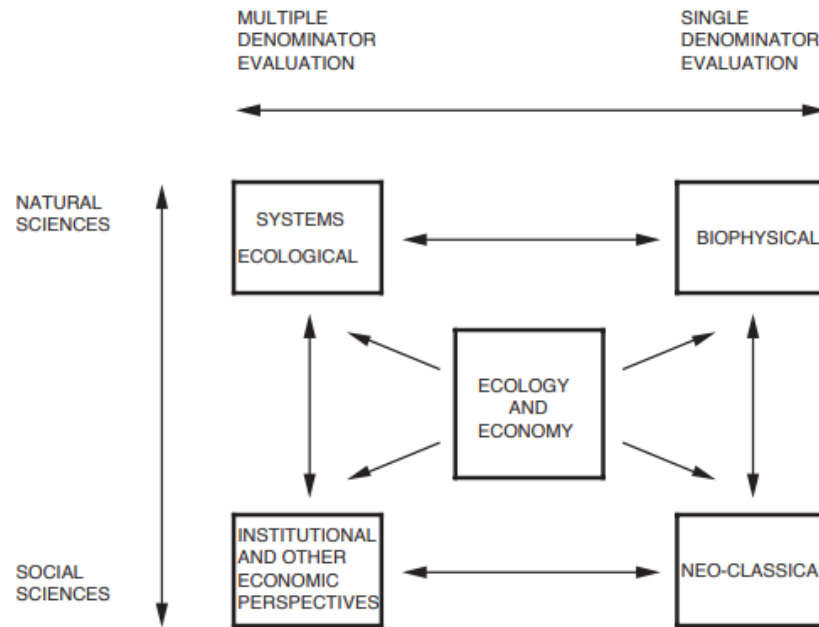 MULTIPLE
DENOMINATOR
EVALUATION
SINGLE
DENOMINATOR
EVALUATION
NATURAL
SCIENCES
SYSTEMS
ECOLOGICAL
BIOPHYSICAL
ECOLOGY
AND
ECONOMY
SOCIAL
SCIENCES
INSTITUTIONAL
AND OTHER
ECONOMIC
PERSPECTIVES
NEO-CLASSICA